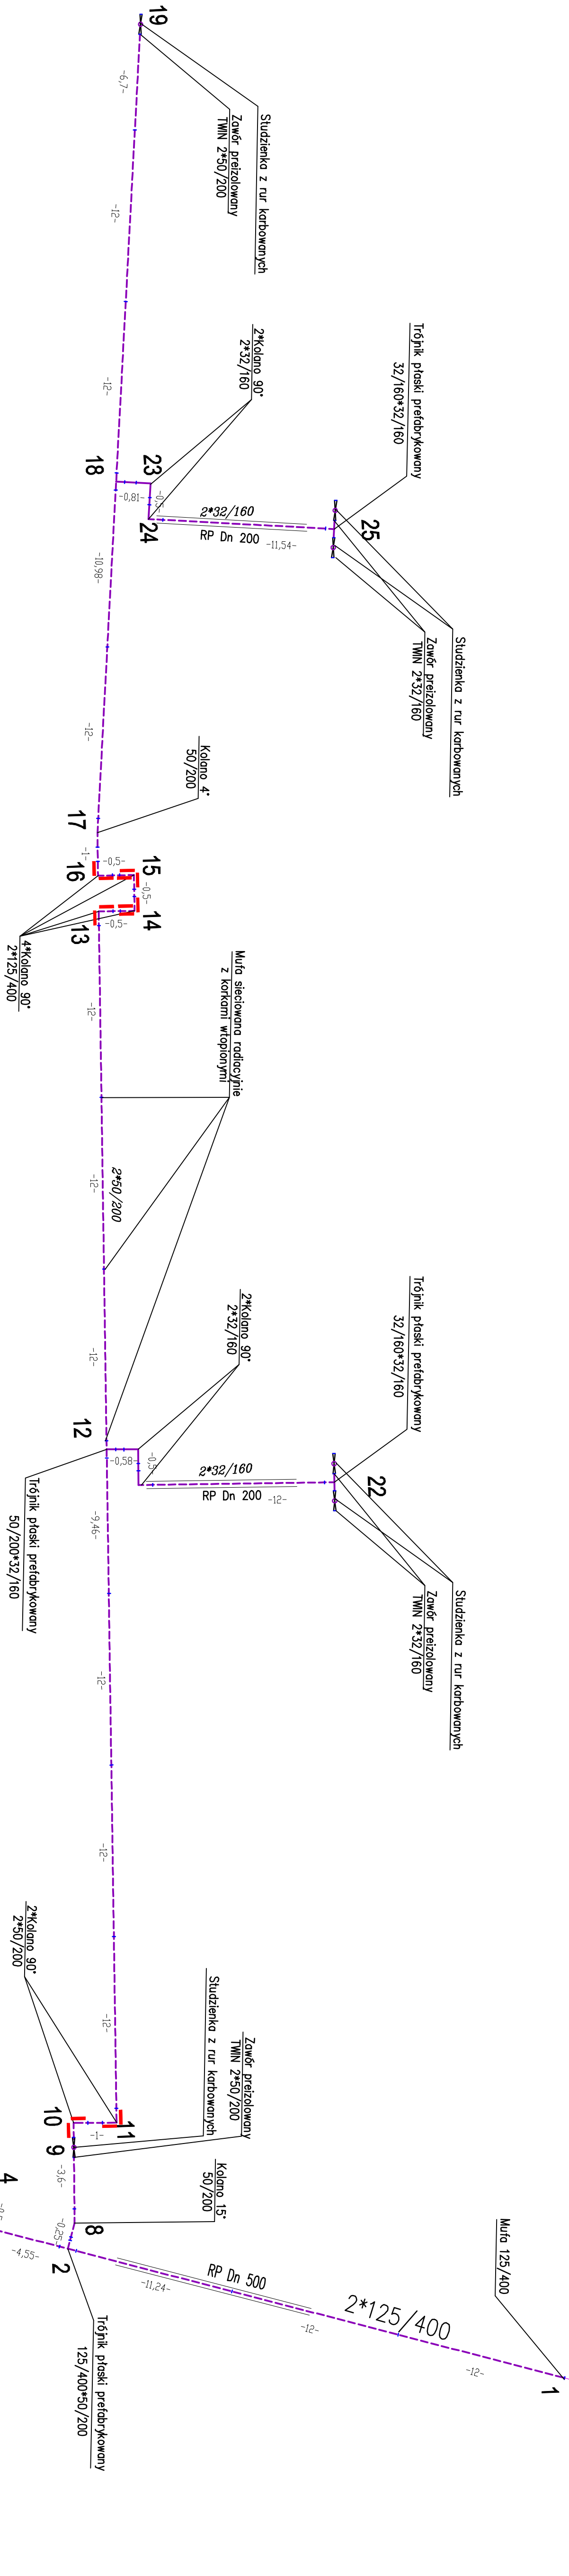 19
-6,7-
Studzienka z rur karbowanych
Zawór preizolowany
TWIN 2*50/200
-12-
-12-
2*Kolano 90°
2*32/160
Trójnik płaski prefabrykowany
32/160*32/160
18
23
-0,81-
-0,5-
24
2*32/160
RP Dn 200
-11,54-
25
Studzienka z rur karbowanych
Zawór preizolowany
TWIN 2*32/160
-10,98-
-12-
Kolano 4°
50/200
17
-1-
16
-0,5-
15
-0,5-
14
-0,5-
13
4*Kolano 90°
2*125/400
-12-
Mufa sieciowana radiacyjnie
z korkami wtopionymi
-12-
2*50/200
-12-
2*Kolano 90°
2*32/160
Trójnik płaski prefabrykowany
32/160*32/160
12
-0,58-
-0,5-
2*32/160
RP Dn 200
-12-
22
Studzienka z rur karbowanych
Zawór preizolowany
TWIN 2*32/160
Trójnik płaski prefabrykowany
50/200*32/160
-9,46-
-12-
-12-
-12-
2*Kolano 90°
2*50/200
Studzienka z rur karbowanych
Zawór preizolowany
TWIN 2*50/200
10
11
-1-
9
-3,6-
Kolano 15°
50/200
8
-0,25-
4
-4,55-
2
Trójnik płaski prefabrykowany
125/400*50/200
-11,24-
RP Dn 500
-12-
2*125/400
-12-
Mufa 125/400
1